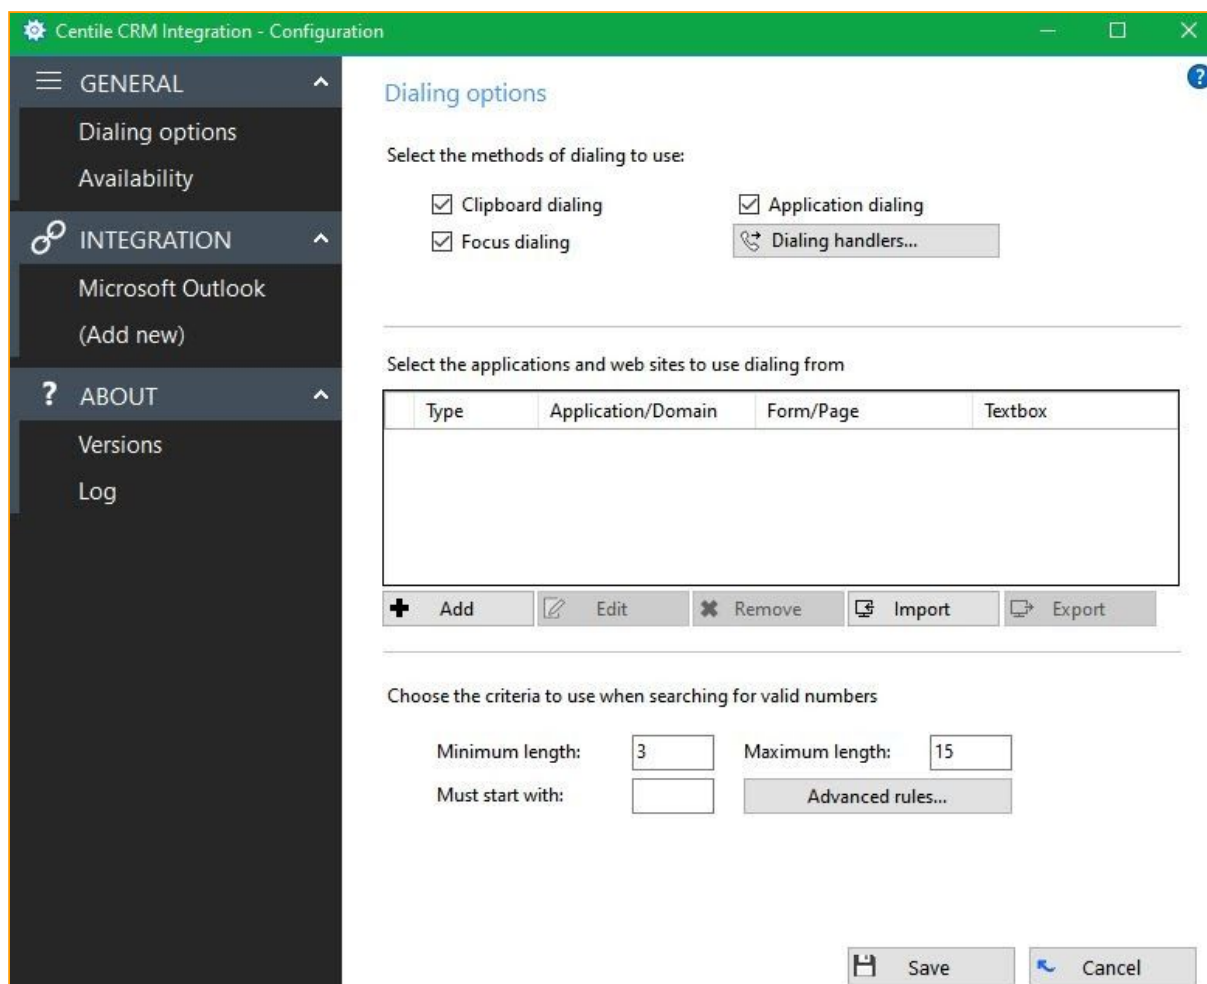 Centile CRM Integration - Configuration
GENERAL
Dialing options
Availability
INTEGRATION
Microsoft Outlook
(Add new)
? ABOUT
Versions
Log
?
Dialing options
Select the methods of dialing to use:
Clipboard dialing Application dialing
Focus dialing Dialing handlers...
Select the applications and web sites to use dialing from
Type Application/Domain Form/Page Textbox
Add Edit Remove Import Export
Choose the criteria to use when searching for valid numbers
Minimum length: 3 Maximum length: 15
Must start with: Advanced rules...
Save Cancel